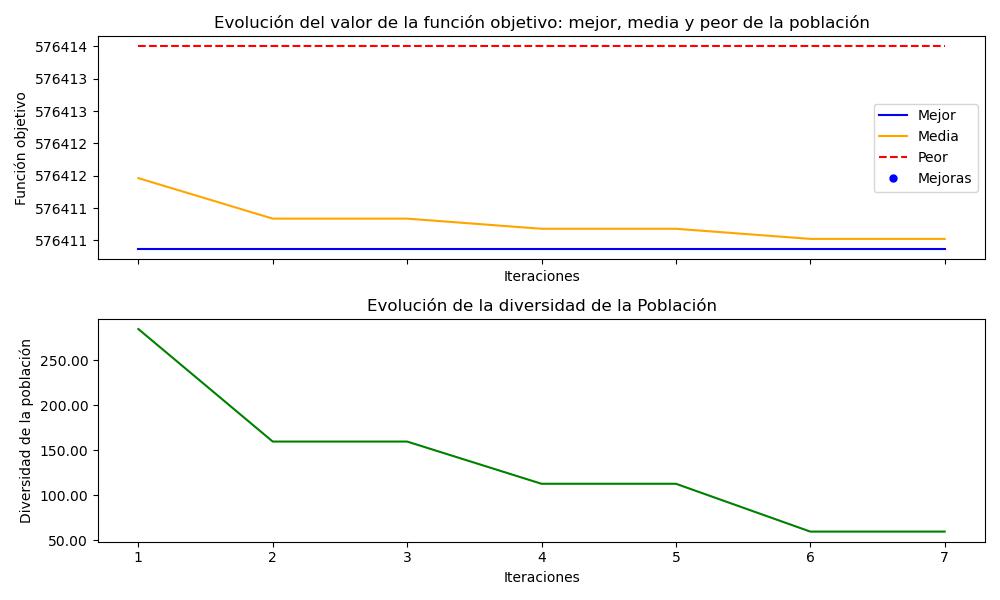 Evolución del valor de la función objetivo: mejor, media y peor de la población
Función objetivo
576414
576413
576413
576412
576412
576411
576411
Mejor
Media
Peor
Mejoras
Iteraciones
Evolución de la diversidad de la Población
Diversidad de la población
250.00
200.00
150.00
100.00
50.00
1 2 3 4 5 6 7
Iteraciones